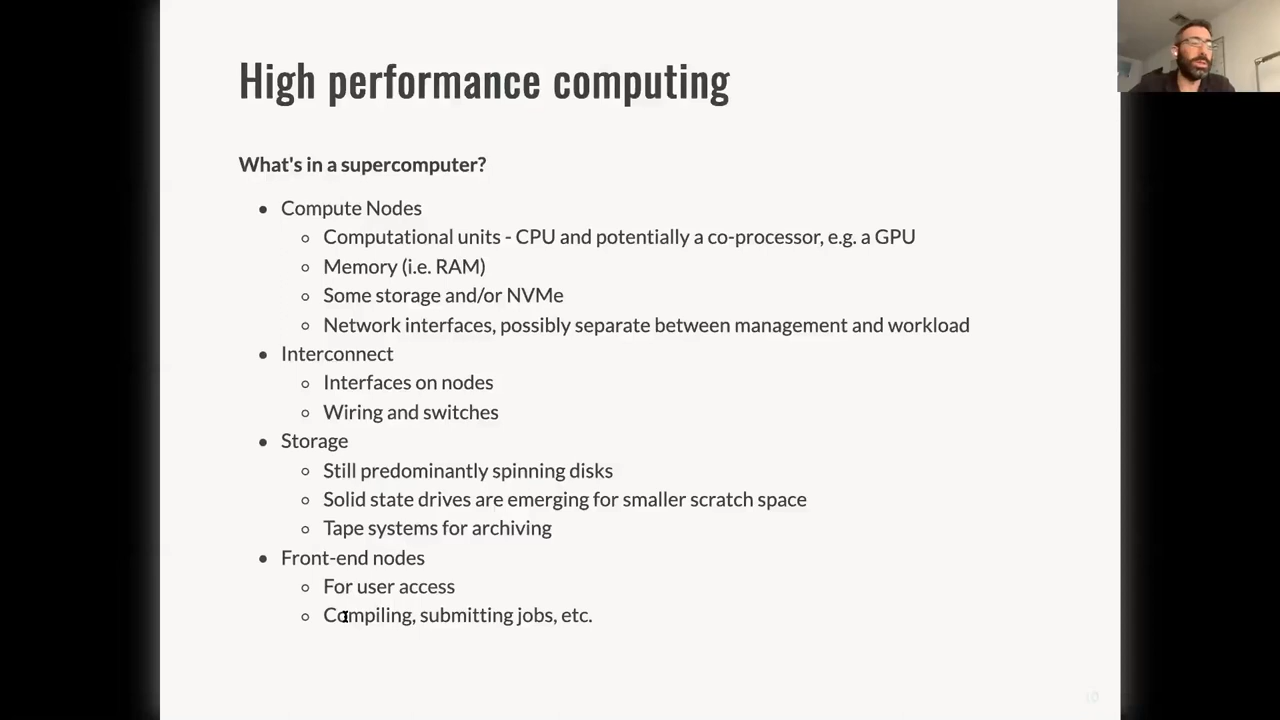 High performance computing
What's in a supercomputer?
Compute Nodes
Computational units - CPU and potentially a co-processor, e.g. a GPU
Memory (i.e. RAM)
Some storage and/or NVMe
Network interfaces, possibly separate between management and workload
Interconnect
Interfaces on nodes
Wiring and switches
Storage
Still predominantly spinning disks
Solid state drives are emerging for smaller scratch space
Tape systems for archiving
Front-end nodes
For user access
Compiling, submitting jobs, etc.
10